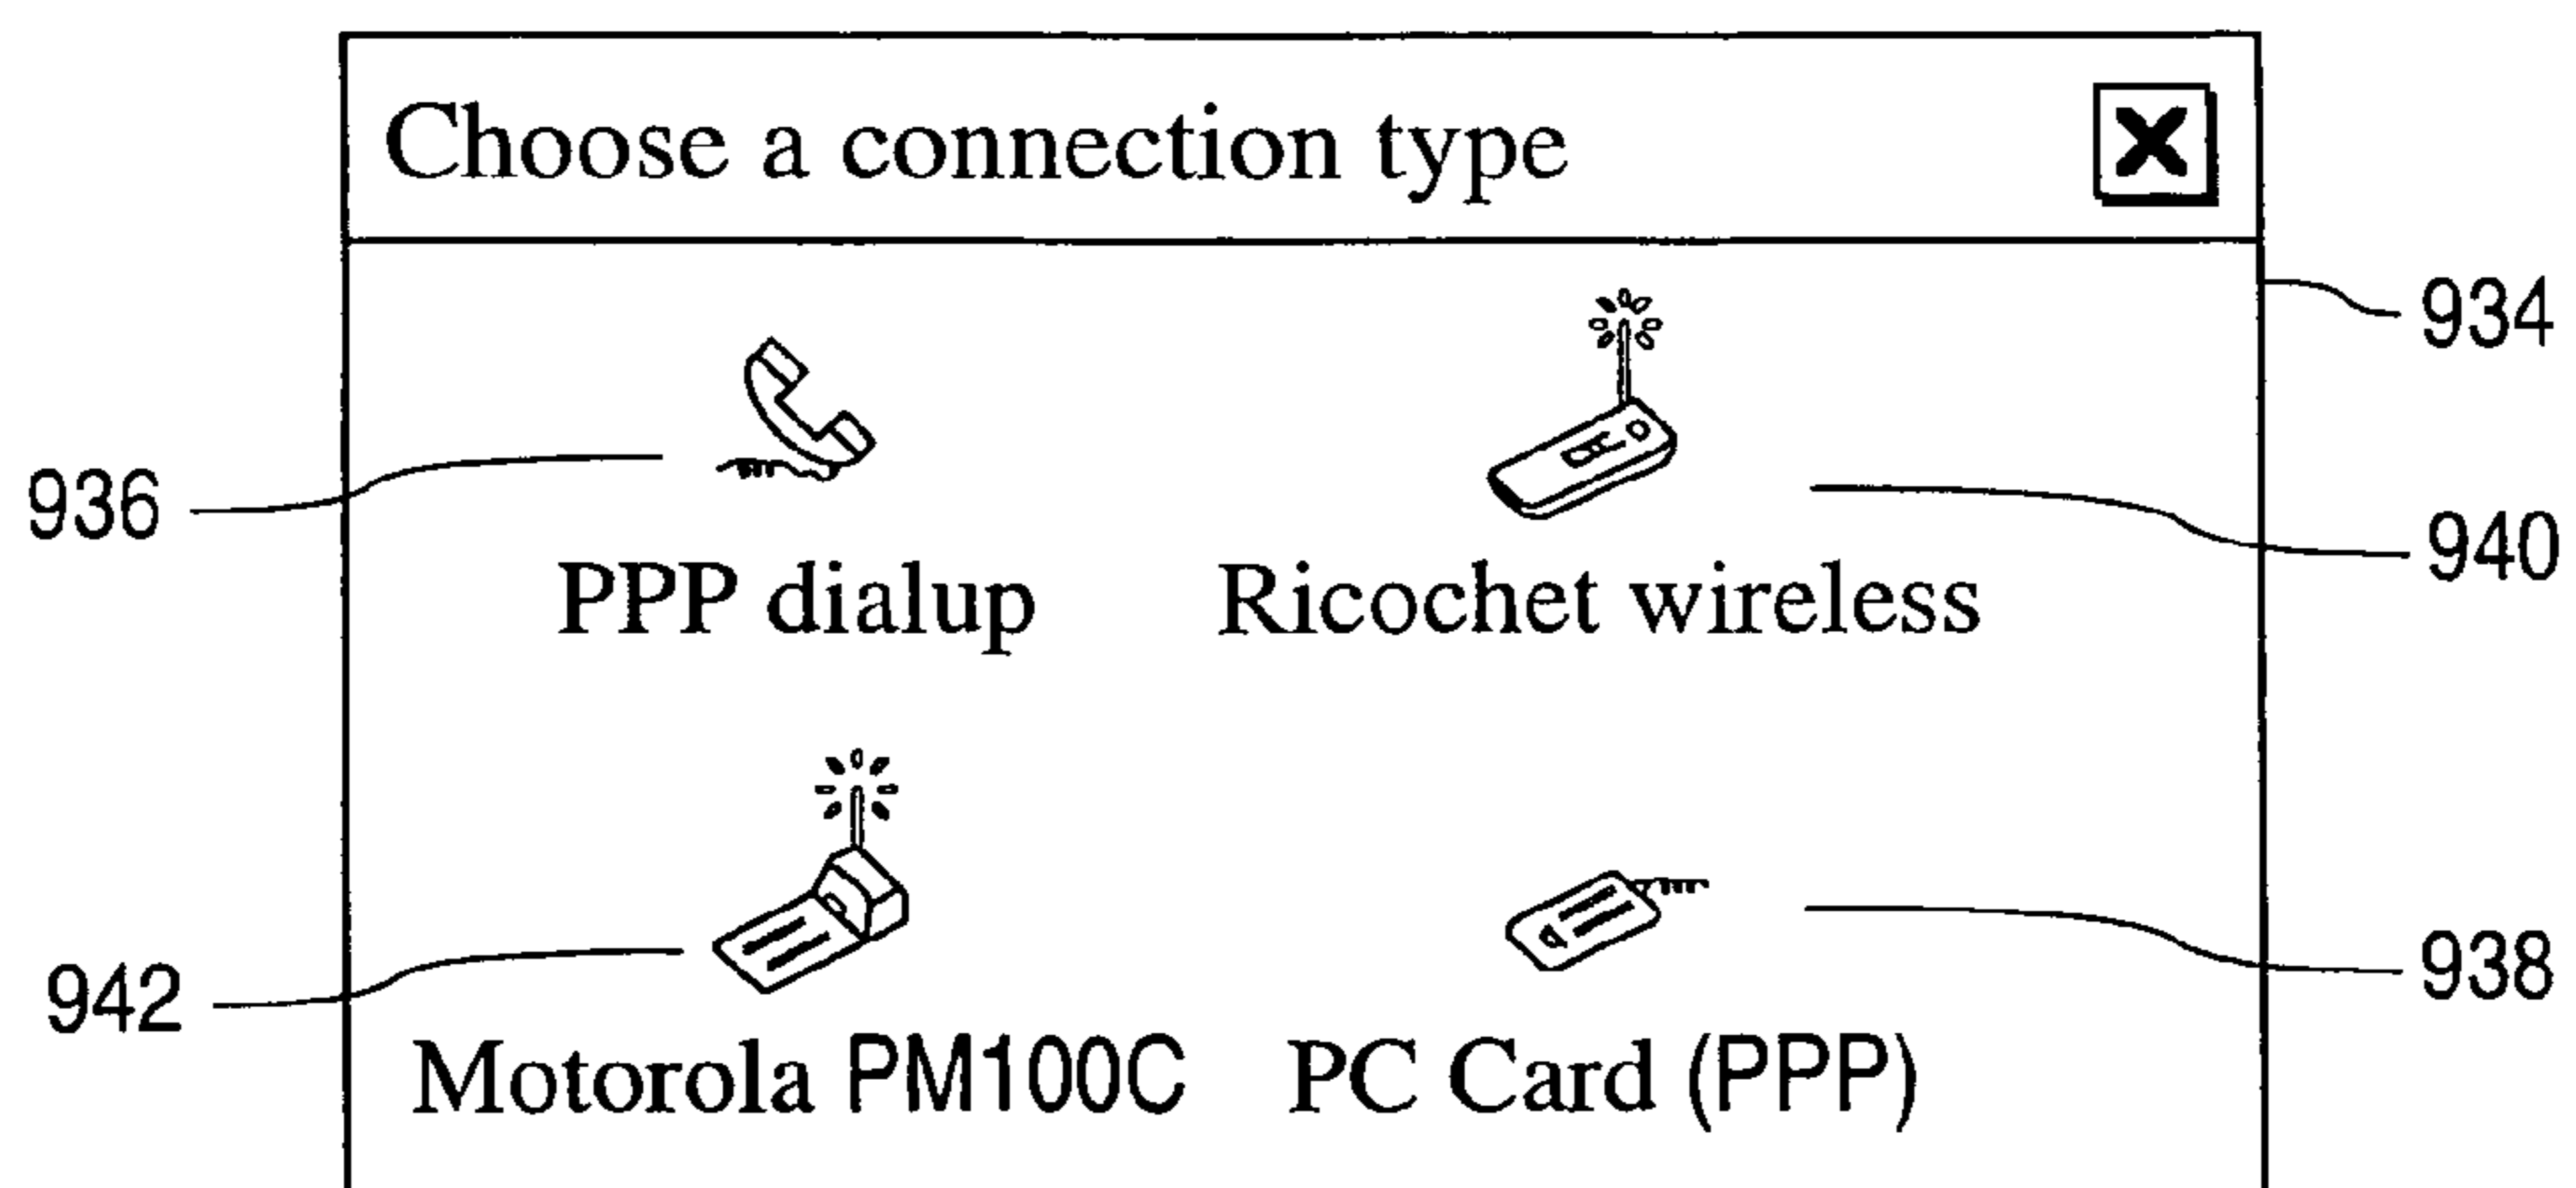 Choose a connection type
934
936
940
PPP dialup
Ricochet wireless
942
938
Motorola PM100C
PC Card (PPP)